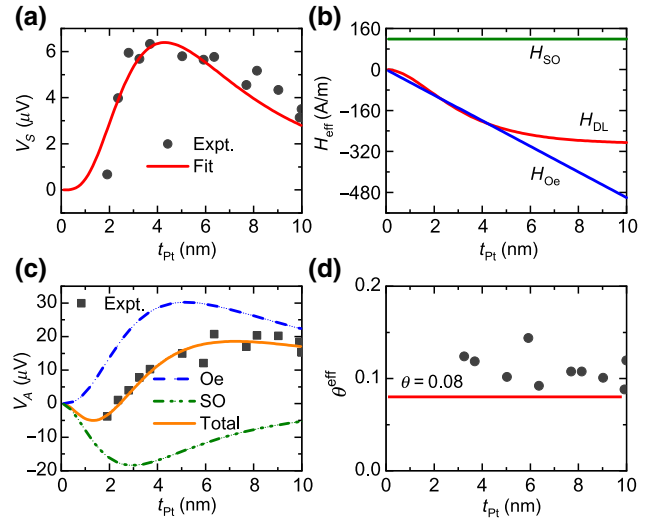 (a)
6
4
2
0
V_S (μV)
Expt.
Fit
0 2 4 6 8 10
t_Pt (nm)
(b)
160
0
-160
-320
-480
H_eff (A/m)
H_SO
H_DL
H_Oe
0 2 4 6 8 10
t_Pt (nm)
(c)
30
20
10
0
-10
-20
V_A (μV)
Expt.
Oe
SO
Total
0 2 4 6 8 10
t_Pt (nm)
(d)
0.2
0.1
0.0
θ^eff
θ = 0.08
0 2 4 6 8 10
t_Pt (nm)